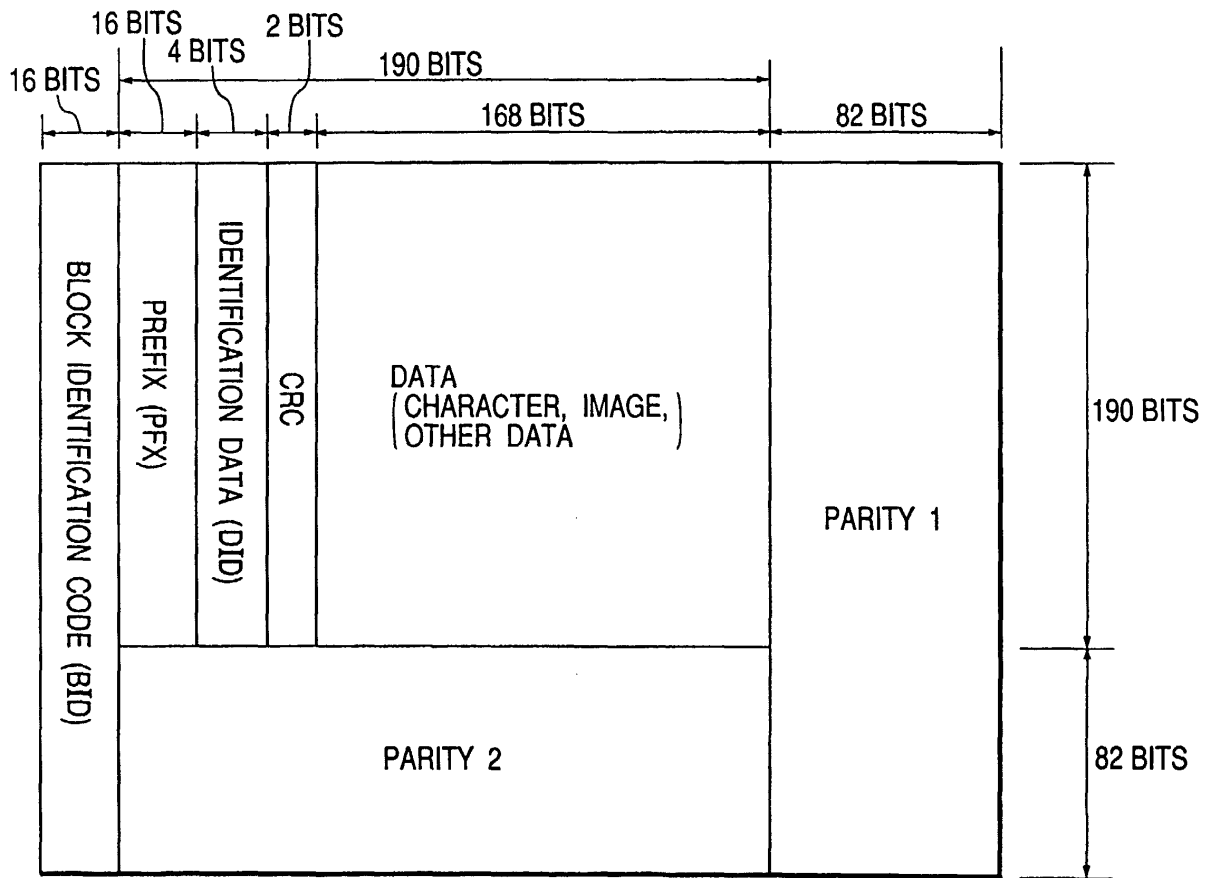 16 BITS
2 BITS
4 BITS
16 BITS
190 BITS
168 BITS
82 BITS
BLOCK IDENTIFICATION CODE (BID)
PREFIX (PFX)
IDENTIFICATION DATA (DID)
CRC
DATA
(CHARACTER, IMAGE,
OTHER DATA)
PARITY 1
190 BITS
PARITY 2
82 BITS